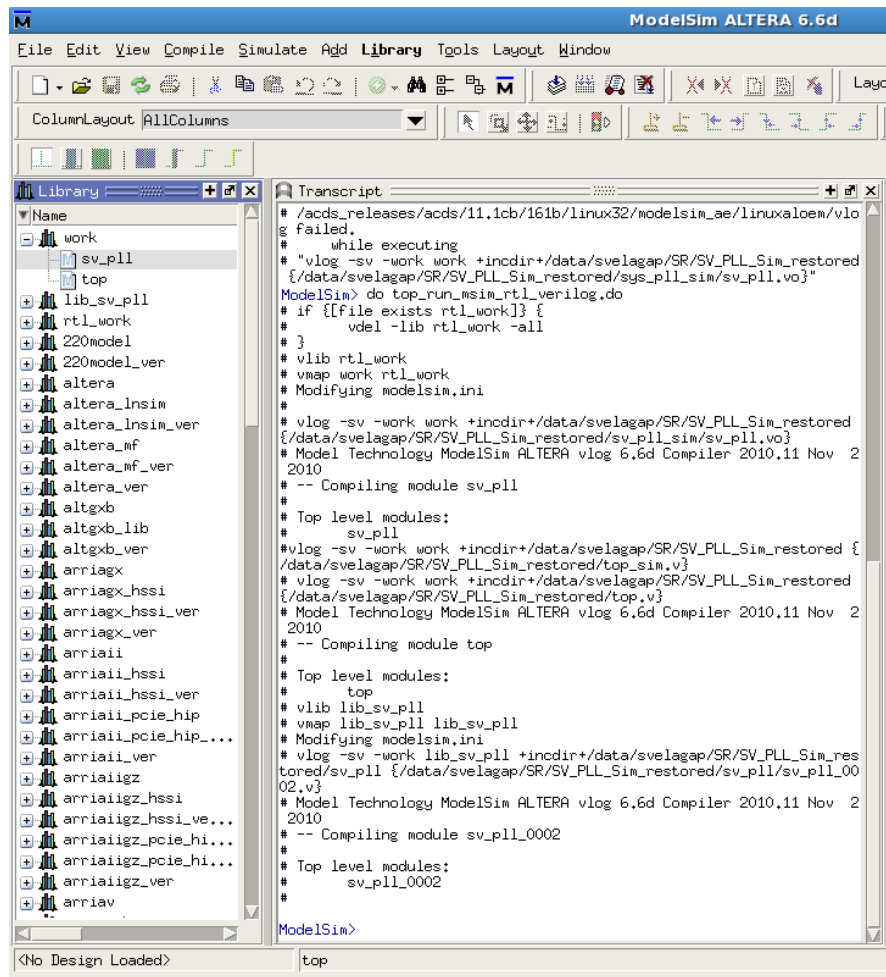 ModelSim ALTERA 6.6d
File Edit View Compile Simulate Add Library Tools Layout Window
Layo
ColumnLayout AllColumns
Library
Name
work
sv_pll
top
lib_sv_pll
rtl_work
220model
220model_ver
altera
altera_lnsim
altera_lnsim_ver
altera_mf
altera_mf_ver
altera_ver
altgxb
altgxb_lib
altgxb_ver
arriagx
arriagx_hssi
arriagx_hssi_ver
arriagx_ver
arriaii
arriaii_hssi
arriaii_hssi_ver
arriaii_pcie_hip
arriaii_pcie_hip_...
arriaii_ver
arriaiigz
arriaiigz_hssi
arriaiigz_hssi_ve...
arriaiigz_pcie_hi...
arriaiigz_pcie_hi...
arriaiigz_ver
arriav
Transcript
# /acds_releases/acds/11.1cb/161b/linux32/modelsim_ae/linuxaloem/vlo
g failed.
#     while executing
# "vlog -sv -work work +incdir+/data/svelagap/SR/SV_PLL_Sim_restored
 {/data/svelagap/SR/SV_PLL_Sim_restored/sys_pll_sim/sv_pll.vo}"
ModelSim> do top_run_msim_rtl_verilog.do
# if {[file exists rtl_work]} {
#       vdel -lib rtl_work -all
# }
# vlib rtl_work
# vmap work rtl_work
# Modifying modelsim.ini
#
# vlog -sv -work work +incdir+/data/svelagap/SR/SV_PLL_Sim_restored
{/data/svelagap/SR/SV_PLL_Sim_restored/sv_pll_sim/sv_pll.vo}
# Model Technology ModelSim ALTERA vlog 6.6d Compiler 2010.11 Nov  2
 2010
# -- Compiling module sv_pll
#
# Top level modules:
#       sv_pll
#vlog -sv -work work +incdir+/data/svelagap/SR/SV_PLL_Sim_restored {
/data/svelagap/SR/SV_PLL_Sim_restored/top_sim.v}
# vlog -sv -work work +incdir+/data/svelagap/SR/SV_PLL_Sim_restored
{/data/svelagap/SR/SV_PLL_Sim_restored/top.v}
# Model Technology ModelSim ALTERA vlog 6.6d Compiler 2010.11 Nov  2
 2010
# -- Compiling module top
#
# Top level modules:
#       top
# vlib lib_sv_pll
# vmap lib_sv_pll lib_sv_pll
# Modifying modelsim.ini
# vlog -sv -work lib_sv_pll +incdir+/data/svelagap/SR/SV_PLL_Sim_res
tored/sv_pll {/data/svelagap/SR/SV_PLL_Sim_restored/sv_pll/sv_pll_00
02.v}
# Model Technology ModelSim ALTERA vlog 6.6d Compiler 2010.11 Nov  2
 2010
# -- Compiling module sv_pll_0002
#
# Top level modules:
#       sv_pll_0002
#
ModelSim>
<No Design Loaded> top